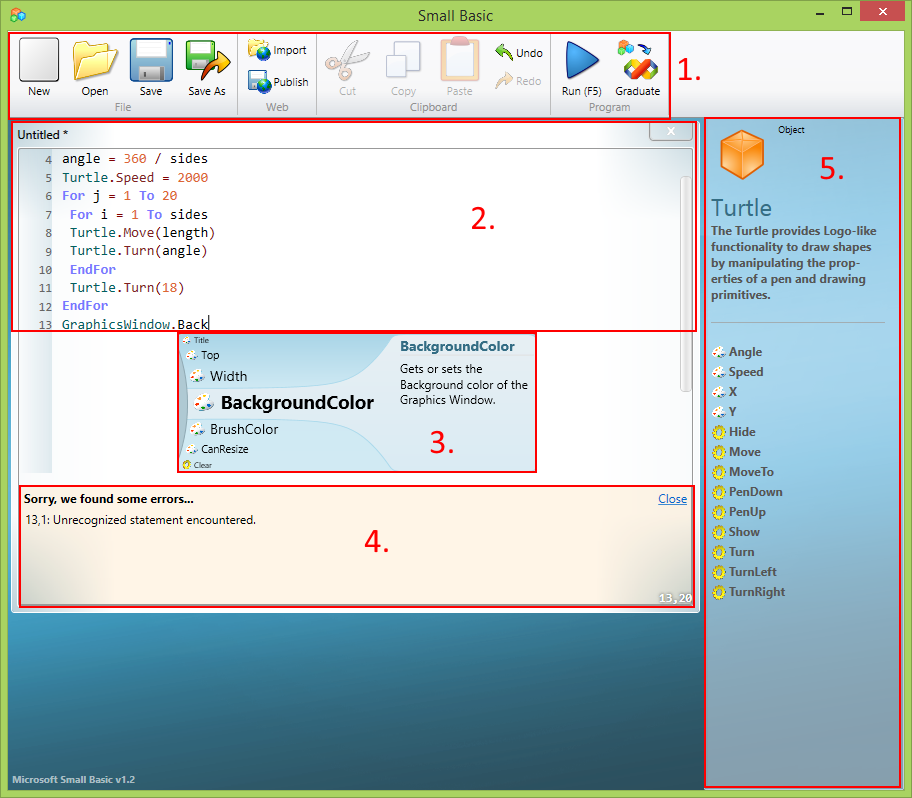 Small Basic
New Open Save Save As
File
Import
Publish
Web
Cut Copy Paste
Undo
Redo
Clipboard
Run (F5) Graduate
Program
1.
Untitled *
X
4 angle = 360 / sides
5 Turtle.Speed = 2000
6 For j = 1 To 20
7 For i = 1 To sides
8 Turtle.Move(length)
9 Turtle.Turn(angle)
10 EndFor
11 Turtle.Turn(18)
12 EndFor
13 GraphicsWindow.Back
2.
Title
Top
Width
BackgroundColor
BrushColor
CanResize
Clear
BackgroundColor
Gets or sets the
Background color of the
Graphics Window.
3.
Sorry, we found some errors...
Close
13,1: Unrecognized statement encountered.
4.
13,20
Object
5.
Turtle
The Turtle provides Logo-like
functionality to draw shapes
by manipulating the prop-
erties of a pen and drawing
primitives.
Angle
Speed
X
Y
Hide
Move
MoveTo
PenDown
PenUp
Show
Turn
TurnLeft
TurnRight
Microsoft Small Basic v1.2